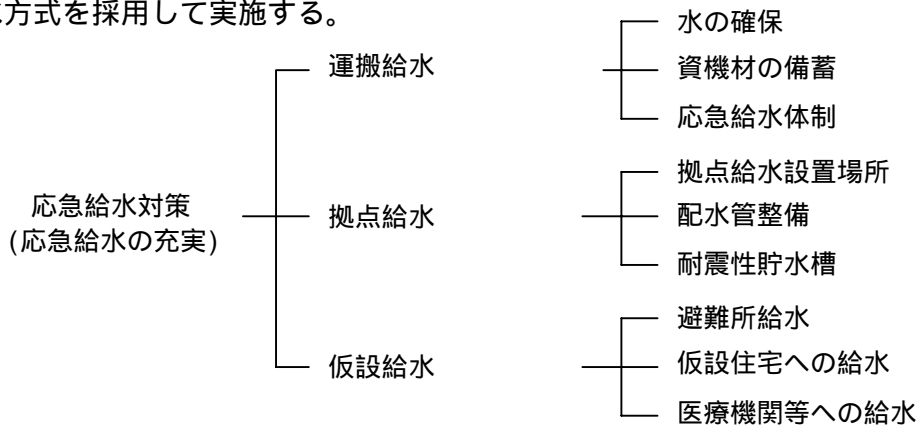 方式を採用して実施する。
運搬給水
水の確保
資機材の備蓄
応急給水体制
応急給水対策
(応急給水の充実)
拠点給水
拠点給水設置場所
配水管整備
耐震性貯水槽
仮設給水
避難所給水
仮設住宅への給水
医療機関等への給水